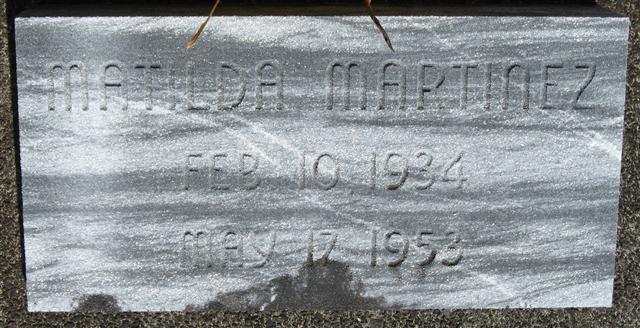 MATILDA MARTINEZ
FEB 10, 1934
MAY 17 1953